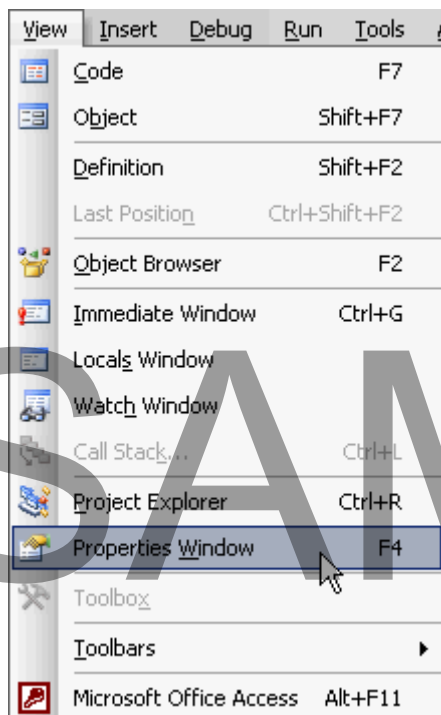 View Insert Debug Run Tools
Code F7
Object Shift+F7
Definition Shift+F2
Last Position Ctrl+Shift+F2
Object Browser F2
Immediate Window Ctrl+G
Locals Window
Watch Window
Call Stack... Ctrl+L
Project Explorer Ctrl+R
Properties Window F4
Toolbox
Toolbars
Microsoft Office Access Alt+F11
SAM